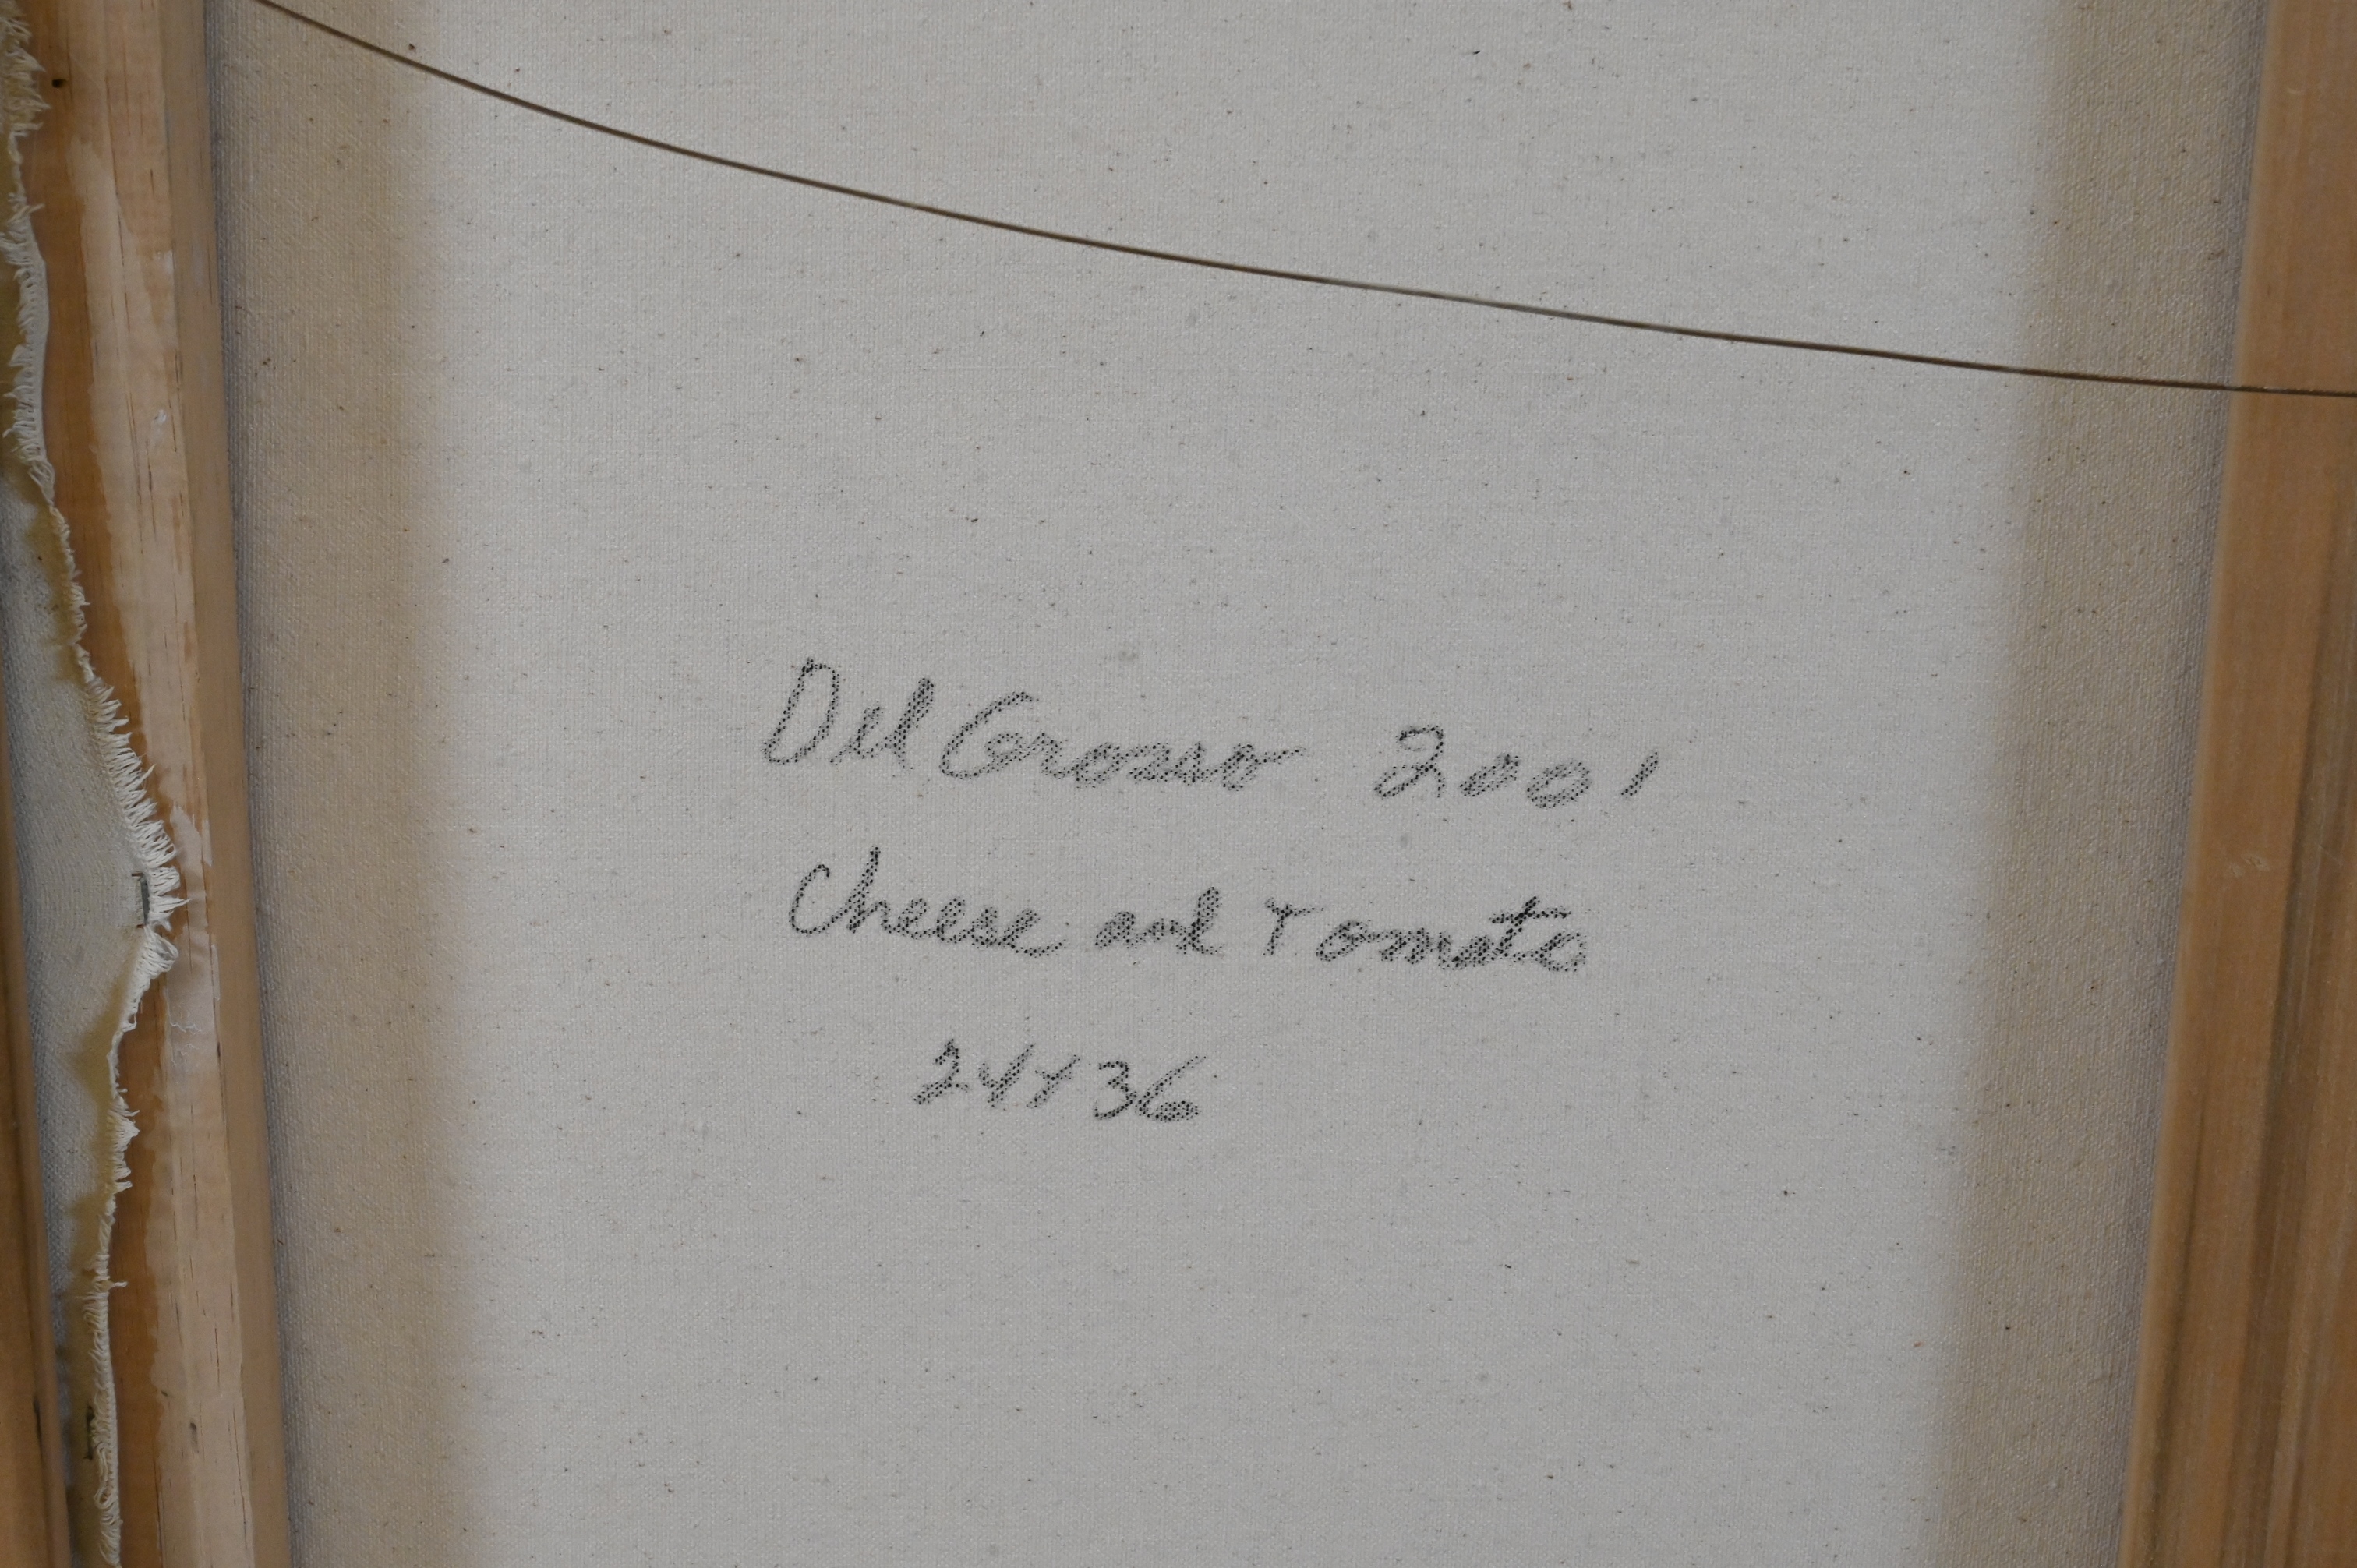 Del Grosso 2001
Cheese and Tomato
24x36